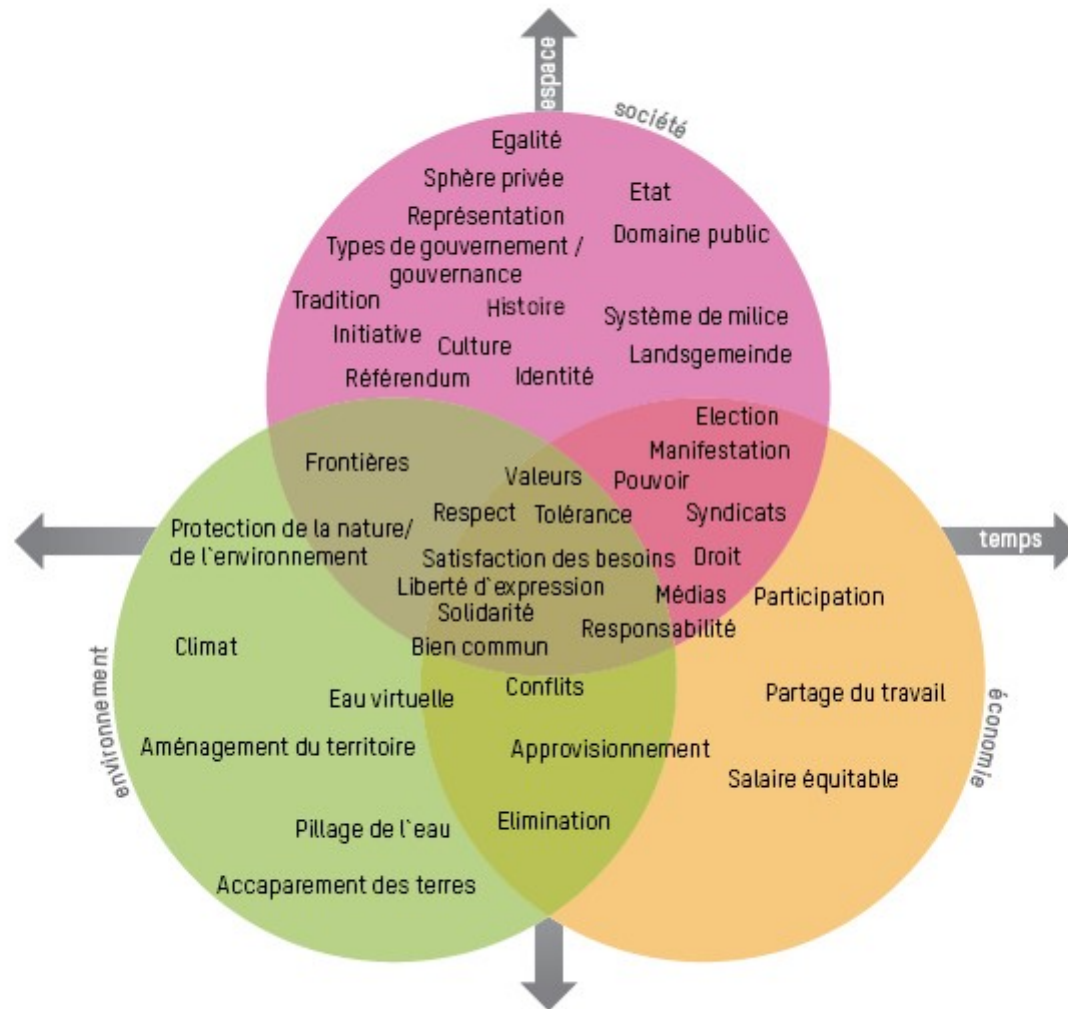 espace
société
Egalité
Sphère privée
Etat
Représentation
Domaine public
Types de gouvernement /
gouvernance
Tradition
Histoire
Système de milice
Initiative
Culture
Landsgemeinde
Référendum
Identité
Election
Manifestation
Frontières
Valeurs
Pouvoir
Respect
Tolérance
Syndicats
Protection de la nature/
de l`environnement
temps
Satisfaction des besoins
Droit
Liberté d`expression
Médias
Participation
Solidarité
Responsabilité
Climat
Bien commun
environnement
Eau virtuelle
Conflits
Partage du travail
économie
Aménagement du territoire
Approvisionnement
Salaire équitable
Pillage de l`eau
Elimination
Accaparement des terres